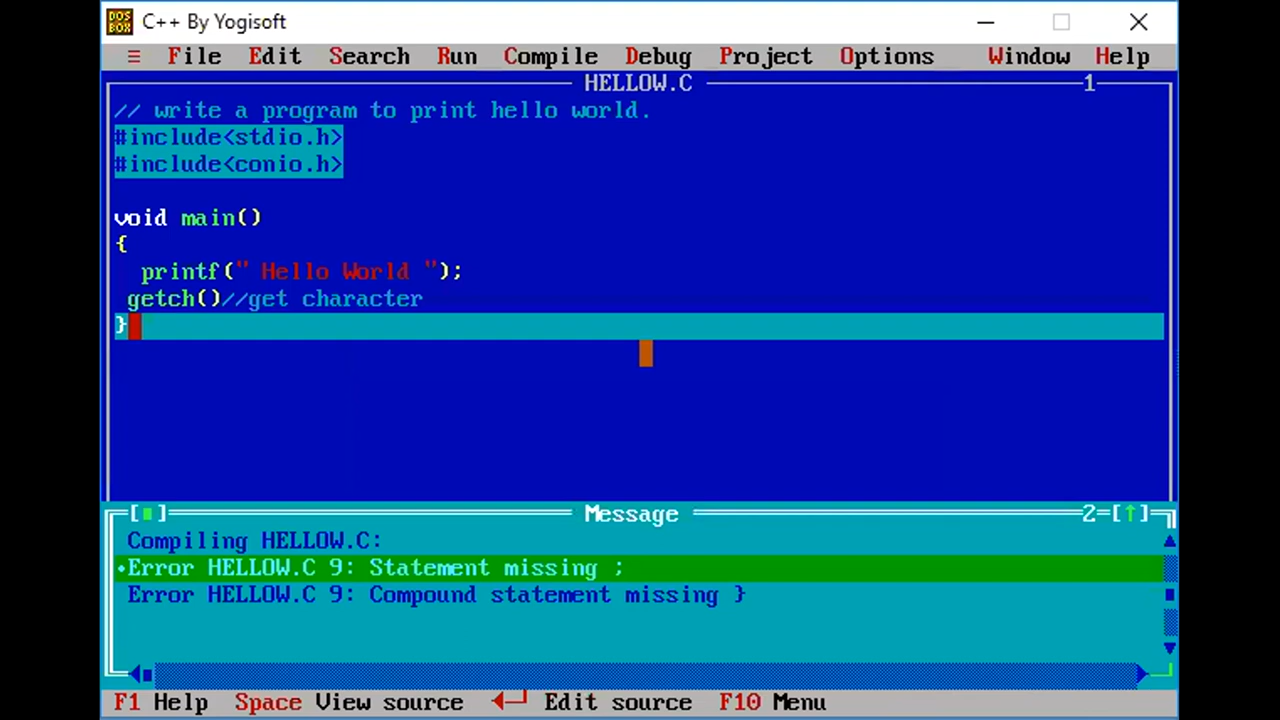 DOS BOX C++ By Yogisoft
≡ File Edit Search Run Compile Debug Project Options Window Help
HELLOW.C 1
// write a program to print hello world.
#include<stdio.h>
#include<conio.h>
void main()
{
printf(" Hello World ");
getch()//get character
}
[■] Message 2=[↑]
Compiling HELLOW.C:
•Error HELLOW.C 9: Statement missing ;
Error HELLOW.C 9: Compound statement missing }
F1 Help Space View source ←┘ Edit source F10 Menu